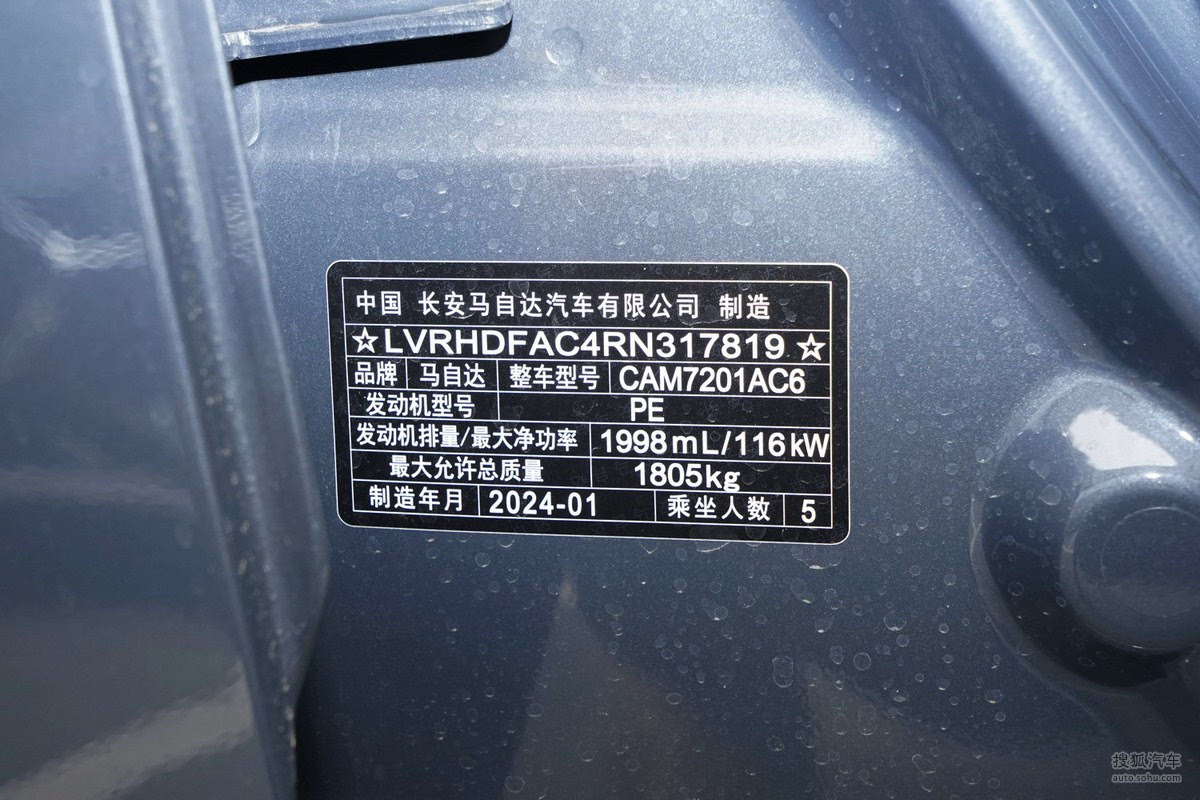 中国 长安马自达汽车有限公司 制造
☆LVRHDFAC4RN317819☆
品牌 马自达 整车型号 CAM7201AC6
发动机型号 PE
发动机排量/最大净功率 1998mL/116kW
最大允许总质量 1805kg
制造年月 2024-01 乘坐人数 5
搜狐汽车
auto.sohu.com